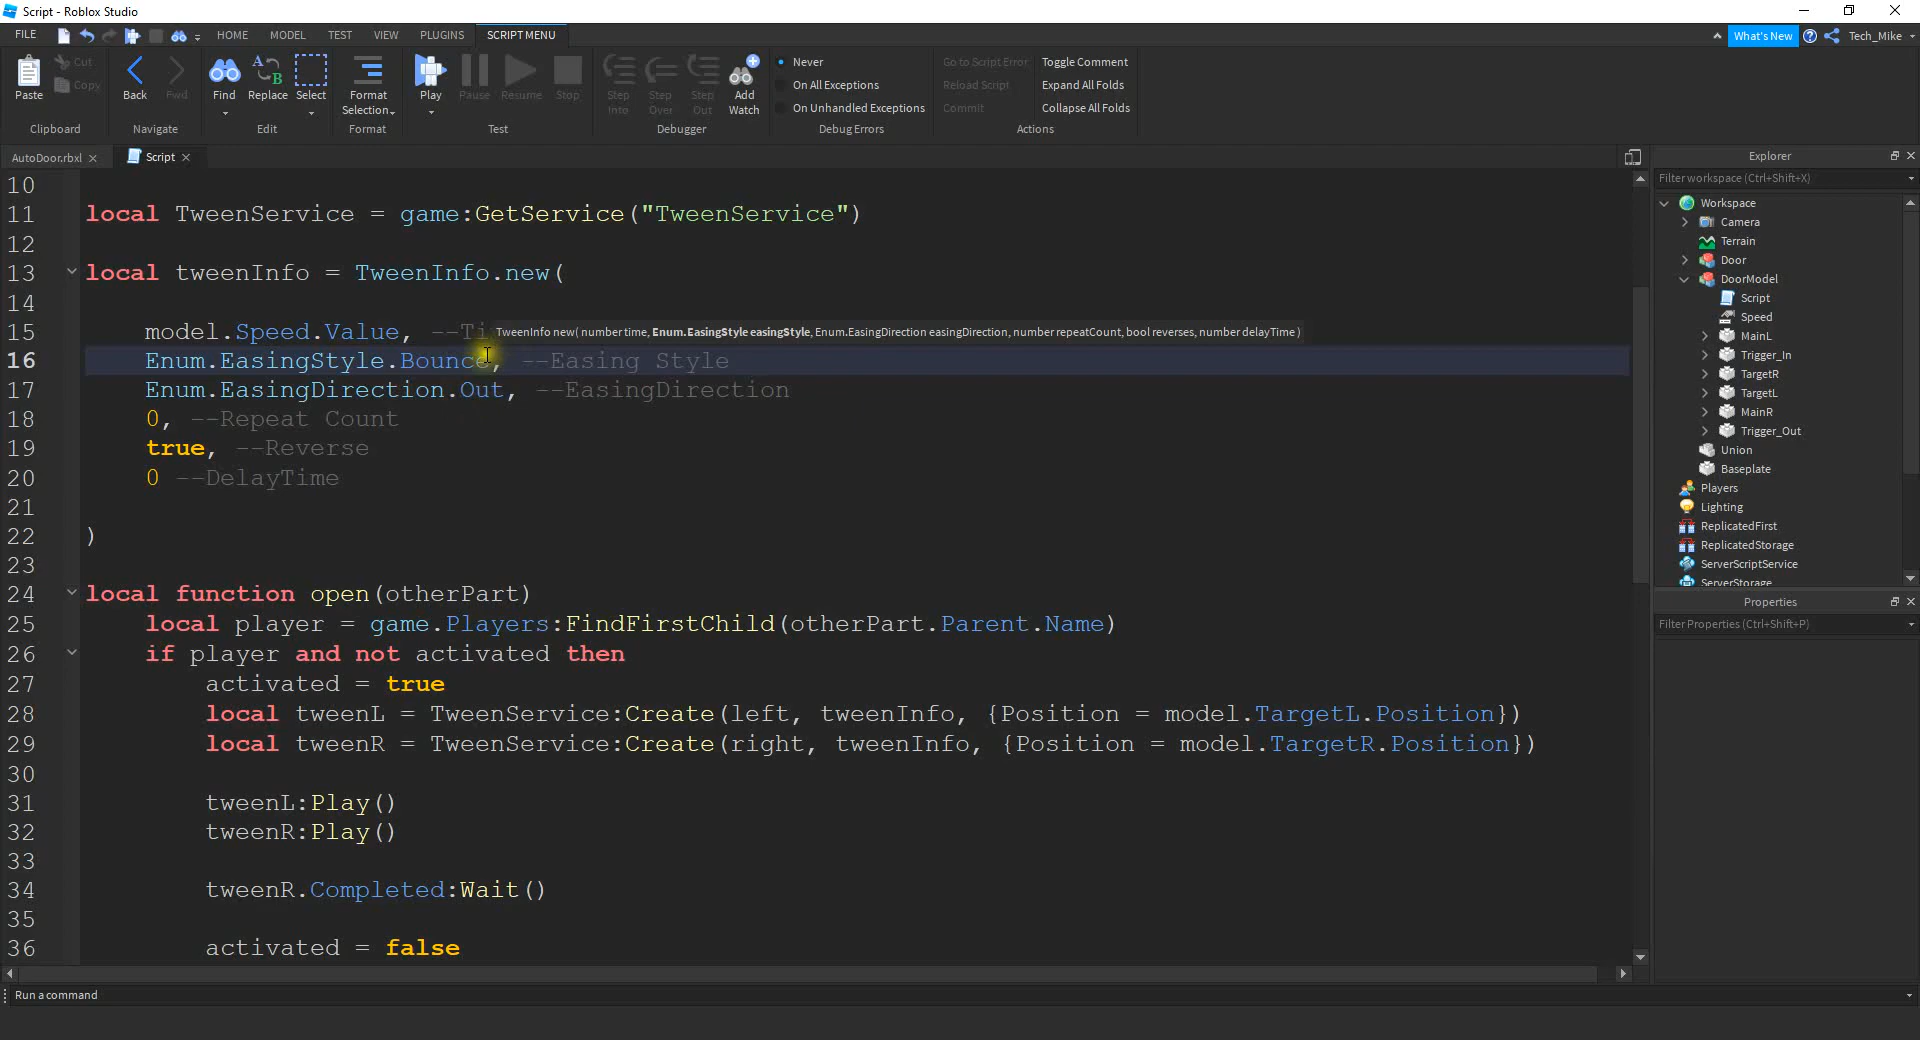 Script - Roblox Studio
FILE HOME MODEL TEST VIEW PLUGINS SCRIPT MENU What's New Tech_Mike
Paste Cut Copy Clipboard
Back Fwd Navigate
Find Replace Select Edit
Format Selection Format
Play Pause Resume Stop Test
Step Into Step Over Step Out Add Watch Debugger
Never
On All Exceptions
On Unhandled Exceptions
Debug Errors
Go to Script Error
Reload Script
Commit
Toggle Comment
Expand All Folds
Collapse All Folds
Actions
AutoDoor.rbxl Script
10
11 local TweenService = game:GetService("TweenService")
12
13 local tweenInfo = TweenInfo.new(
14
15 model.Speed.Value, --Ti
TweenInfo new( number time, Enum.EasingStyle easingStyle, Enum.EasingDirection easingDirection, number repeatCount, bool reverses, number delayTime )
16 Enum.EasingStyle.Bounce, --Easing Style
17 Enum.EasingDirection.Out, --EasingDirection
18 0, --Repeat Count
19 true, --Reverse
20 0 --DelayTime
21
22 )
23
24 local function open(otherPart)
25 local player = game.Players:FindFirstChild(otherPart.Parent.Name)
26 if player and not activated then
27 activated = true
28 local tweenL = TweenService:Create(left, tweenInfo, {Position = model.TargetL.Position})
29 local tweenR = TweenService:Create(right, tweenInfo, {Position = model.TargetR.Position})
30
31 tweenL:Play()
32 tweenR:Play()
33
34 tweenR.Completed:Wait()
35
36 activated = false
Run a command
Explorer
Filter workspace (Ctrl+Shift+X)
Workspace
Camera
Terrain
Door
DoorModel
Script
Speed
MainL
Trigger_In
TargetR
TargetL
MainR
Trigger_Out
Union
Baseplate
Players
Lighting
ReplicatedFirst
ReplicatedStorage
ServerScriptService
ServerStorage
Properties
Filter Properties (Ctrl+Shift+P)